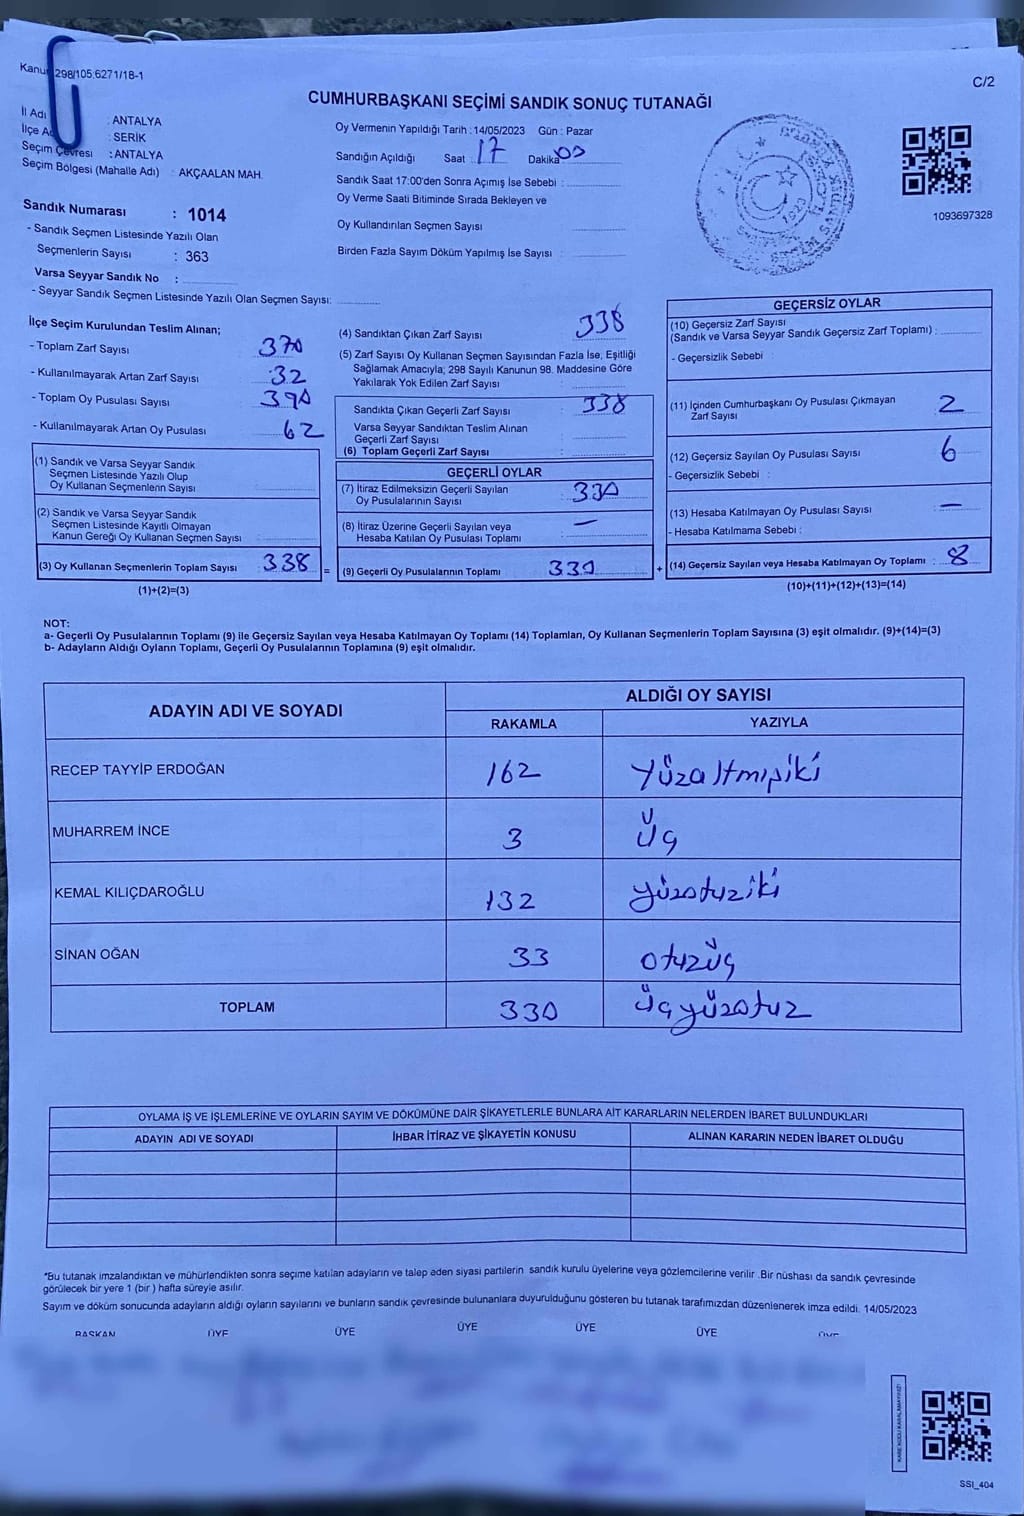 Kanun 298/105;6271/18-1
C/2
CUMHURBAŞKANI SEÇİMİ SANDIK SONUÇ TUTANAĞI
İl Adı : ANTALYA
İlçe A : SERİK
Seçim Çevresi : ANTALYA
Seçim Bölgesi (Mahalle Adı) : AKÇAALAN MAH.
Sandık Numarası : 1014
- Sandık Seçmen Listesinde Yazılı Olan
Seçmenlerin Sayısı : 363
Varsa Seyyar Sandık No :
- Seyyar Sandık Seçmen Listesinde Yazılı Olan Seçmen Sayısı:
Oy Vermenin Yapıldığı Tarih : 14/05/2023 Gün : Pazar
Sandığın Açıldığı Saat 17 Dakika 00
Sandık Saat 17:00'den Sonra Açımış İse Sebebi :
Oy Verme Saati Bitiminde Sırada Bekleyen ve
Oy Kullandırılan Seçmen Sayısı
Birden Fazla Sayım Döküm Yapılmış İse Sayısı :
1093697328
İlçe Seçim Kurulundan Teslim Alınan;
- Toplam Zarf Sayısı 370
- Kullanılmayarak Artan Zarf Sayısı 32
- Toplam Oy Pusulası Sayısı 390
- Kullanılmayarak Artan Oy Pusulası 62
(1) Sandık ve Varsa Seyyar Sandık
Seçmen Listesinde Yazılı Olup
Oy Kullanan Seçmenlerin Sayısı
(2) Sandık ve Varsa Seyyar Sandık
Seçmen Listesinde Kayıtlı Olmayan
Kanun Gereği Oy Kullanan Seçmen Sayısı
(3) Oy Kullanan Seçmenlerin Toplam Sayısı : 338 =
(1)+(2)=(3)
(4) Sandıktan Çıkan Zarf Sayısı 338
(5) Zarf Sayısı Oy Kullanan Seçmen Sayısından Fazla İse, Eşitliği
Sağlamak Amacıyla; 298 Sayılı Kanunun 98. Maddesine Göre
Yakılarak Yok Edilen Zarf Sayısı :
Sandıkta Çıkan Geçerli Zarf Sayısı : 338
Varsa Seyyar Sandıktan Teslim Alınan
Geçerli Zarf Sayısı :
(6) Toplam Geçerli Zarf Sayısı :
GEÇERLİ OYLAR
(7) İtiraz Edilmeksizin Geçerli Sayılan
Oy Pusulalarının Sayısı : 330
(8) İtiraz Üzerine Geçerli Sayılan veya
Hesaba Katılan Oy Pusulası Toplamı : —
(9) Geçerli Oy Pusulalarının Toplamı : 330 +
GEÇERSİZ OYLAR
(10) Geçersiz Zarf Sayısı
(Sandık ve Varsa Seyyar Sandık Geçersiz Zarf Toplamı) :
- Geçersizlik Sebebi :
(11) İçinden Cumhurbaşkanı Oy Pusulası Çıkmayan
Zarf Sayısı : 2
(12) Geçersiz Sayılan Oy Pusulası Sayısı : 6
- Geçersizlik Sebebi :
(13) Hesaba Katılmayan Oy Pusulası Sayısı : —
- Hesaba Katılmama Sebebi :
(14) Geçersiz Sayılan veya Hesaba Katılmayan Oy Toplamı : 8
(10)+(11)+(12)+(13)=(14)
NOT:
a- Geçerli Oy Pusulalarının Toplamı (9) ile Geçersiz Sayılan veya Hesaba Katılmayan Oy Toplamı (14) Toplamları, Oy Kullanan Seçmenlerin Toplam Sayısına (3) eşit olmalıdır. (9)+(14)=(3)
b- Adayların Aldığı Oyların Toplamı, Geçerli Oy Pusulalarının Toplamına (9) eşit olmalıdır.
ADAYIN ADI VE SOYADI
ALDIĞI OY SAYISI
RAKAMLA YAZIYLA
RECEP TAYYİP ERDOĞAN 162 Yüzaltmışiki
MUHARREM İNCE 3 Üç
KEMAL KILIÇDAROĞLU 132 yüzotuziki
SİNAN OĞAN 33 otuzüç
TOPLAM 330 Üçyüzotuz
OYLAMA İŞ VE İŞLEMLERİNE VE OYLARIN SAYIM VE DÖKÜMÜNE DAİR ŞİKAYETLERLE BUNLARA AİT KARARLARIN NELERDEN İBARET BULUNDUKLARI
ADAYIN ADI VE SOYADI İHBAR İTİRAZ VE ŞİKAYETİN KONUSU ALINAN KARARIN NEDEN İBARET OLDUĞU
*Bu tutanak imzalandıktan ve mühürlendikten sonra seçime katılan adayların ve talep eden siyasi partilerin sandık kurulu üyelerine veya gözlemcilerine verilir .Bir nüshası da sandık çevresinde
görülecek bir yere 1 (bir ) hafta süreyle asılır.
Sayım ve döküm sonucunda adayların aldığı oyların sayılarını ve bunların sandık çevresinde bulunanlara duyurulduğunu gösteren bu tutanak tarafımızdan düzenlenerek imza edildi. 14/05/2023
BAŞKAN ÜYE ÜYE ÜYE ÜYE ÜYE ÜYE
KARE KODU KARALAMAYINIZ!
SSI_404